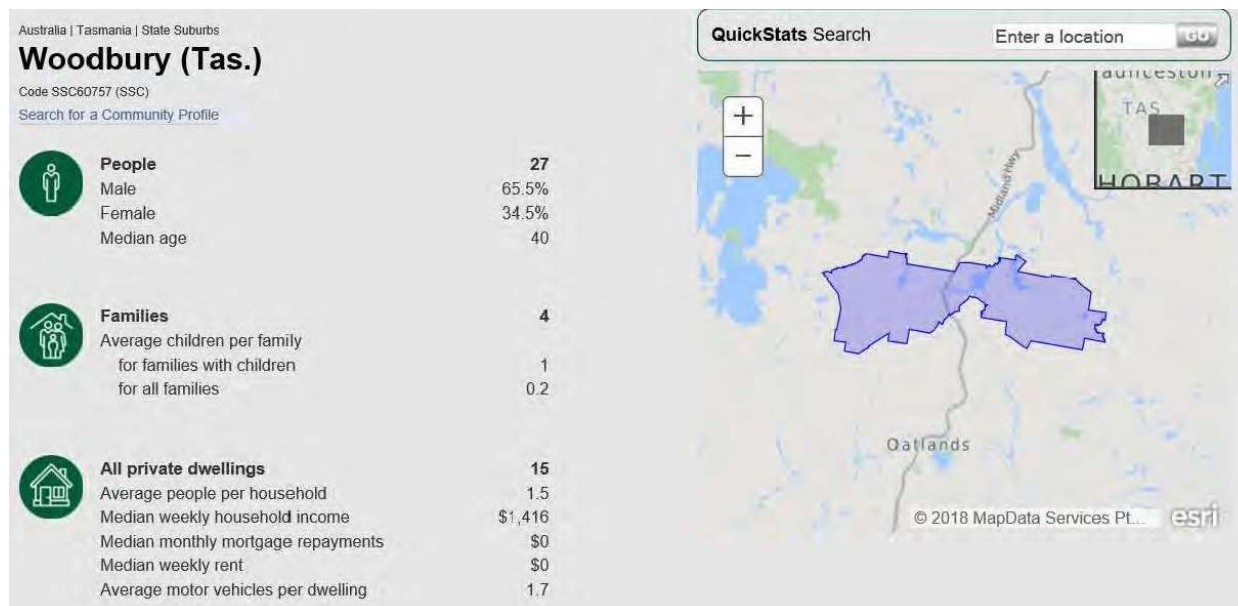 Australia | Tasmania | State Suburbs
Woodbury (Tas.)
Code SSC60757 (SSC)
Search for a Community Profile
People 27
Male 65.5%
Female 34.5%
Median age 40
Families 4
Average children per family
for families with children 1
for all families 0.2
All private dwellings 15
Average people per household 1.5
Median weekly household income $1,416
Median monthly mortgage repayments $0
Median weekly rent $0
Average motor vehicles per dwelling 1.7
QuickStats Search Enter a location GO
TAS
HOBART
Midland Hwy
Oatlands
© 2018 MapData Services Pt... esri